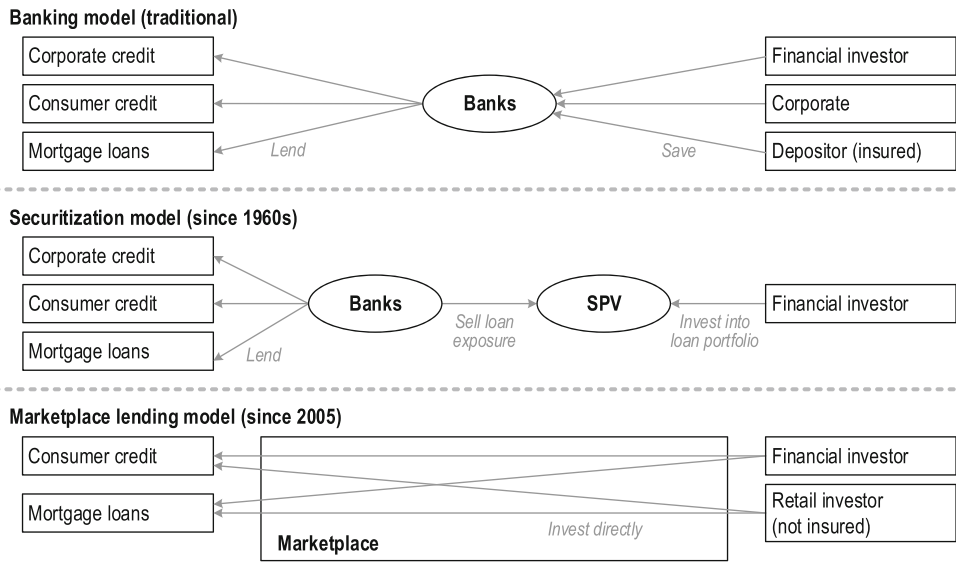 Banking model (traditional)
Corporate credit
Financial investor
Consumer credit
Banks
Corporate
Mortgage loans
Lend
Save
Depositor (insured)
Securitization model (since 1960s)
Corporate credit
Consumer credit
Banks
SPV
Financial investor
Sell loan
exposure
Invest into
loan portfolio
Mortgage loans
Lend
Marketplace lending model (since 2005)
Consumer credit
Financial investor
Mortgage loans
Retail investor
(not insured)
Invest directly
Marketplace